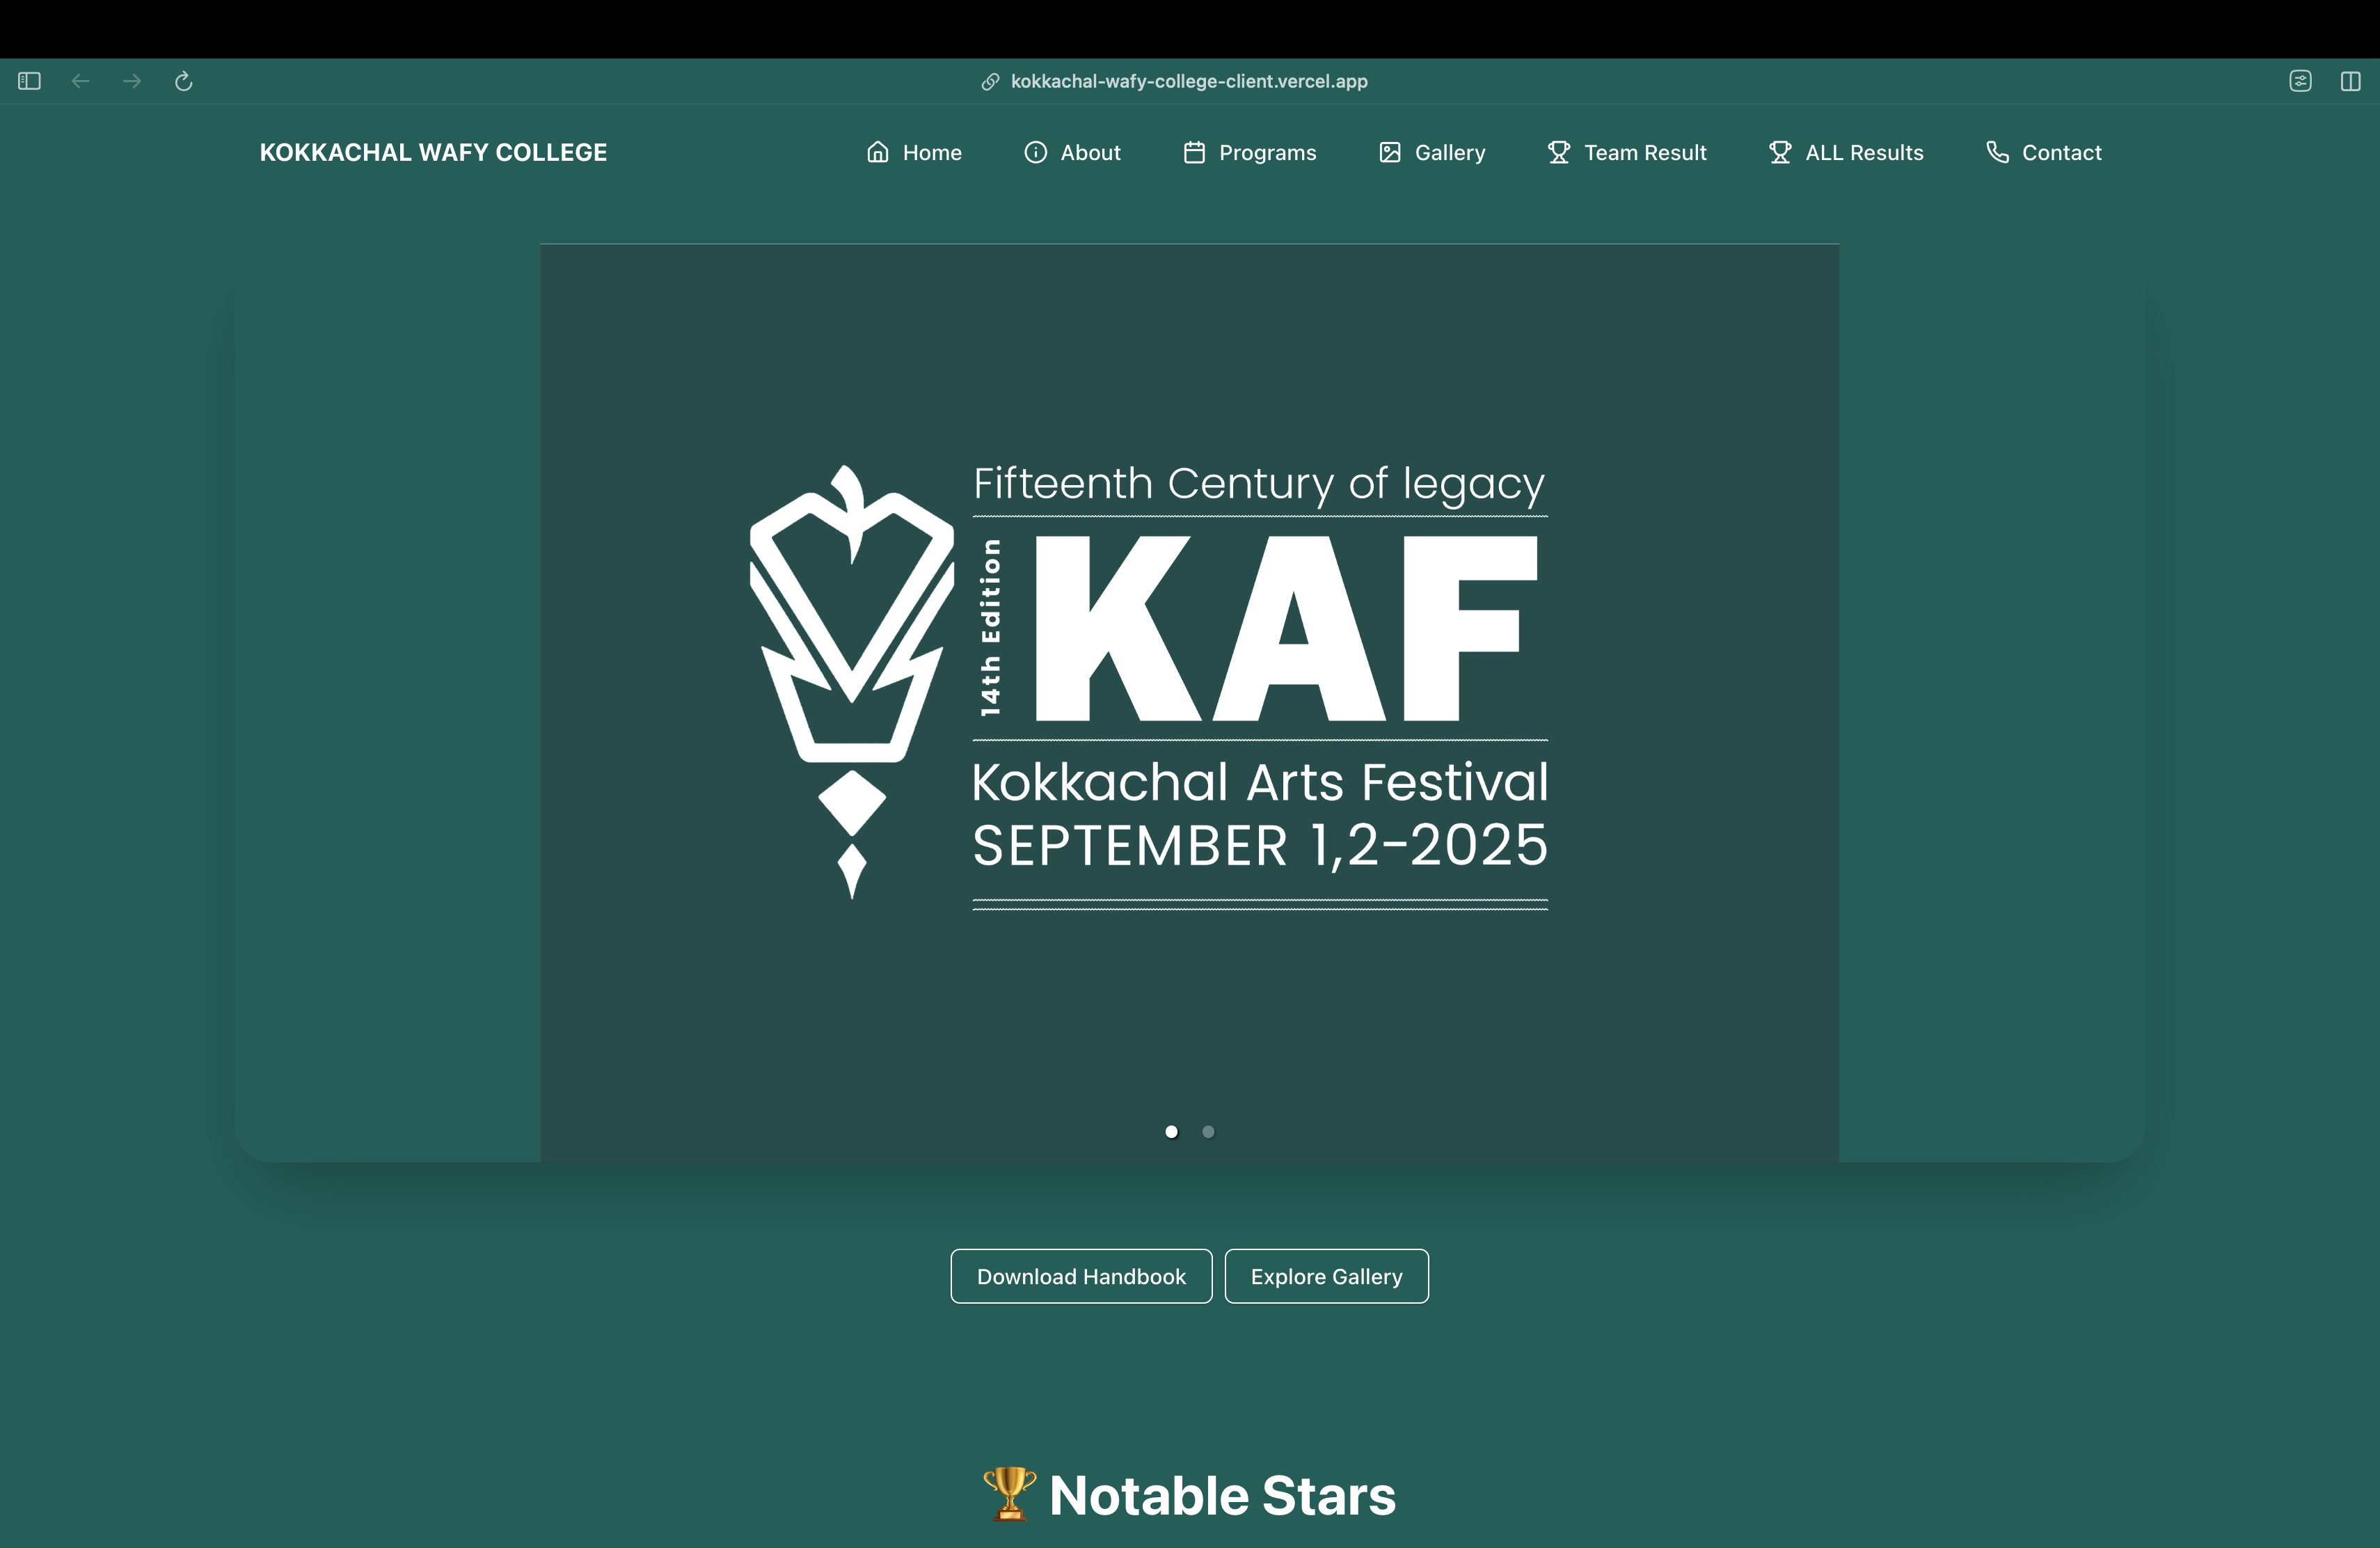 kokkachal-wafy-college-client.vercel.app
KOKKACHAL WAFY COLLEGE
Home
About
Programs
Gallery
Team Result
ALL Results
Contact
Fifteenth Century of legacy
14th Edition
KAF
Kokkachal Arts Festival
SEPTEMBER 1,2-2025
Download Handbook
Explore Gallery
🏆 Notable Stars